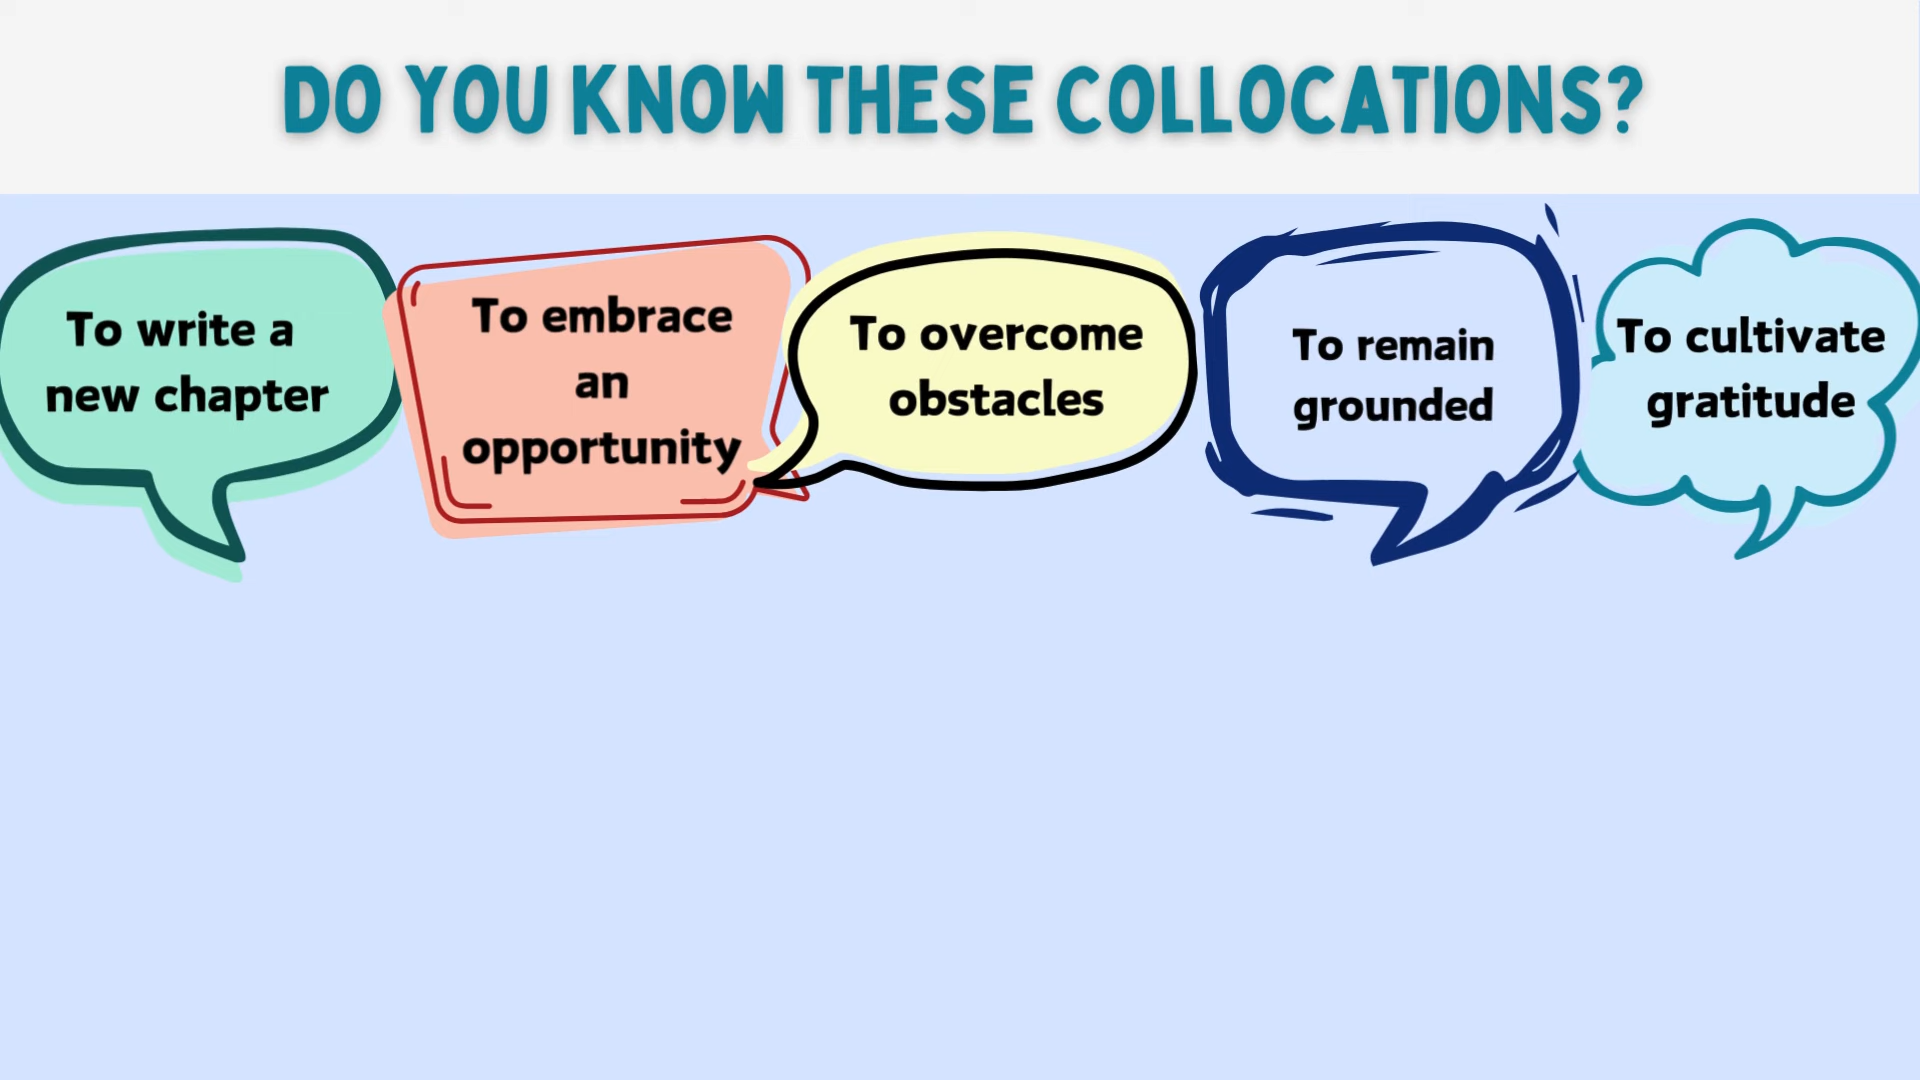 DO YOU KNOW THESE COLLOCATIONS?
To write a
new chapter
To embrace
an
opportunity
To overcome
obstacles
To remain
grounded
To cultivate
gratitude